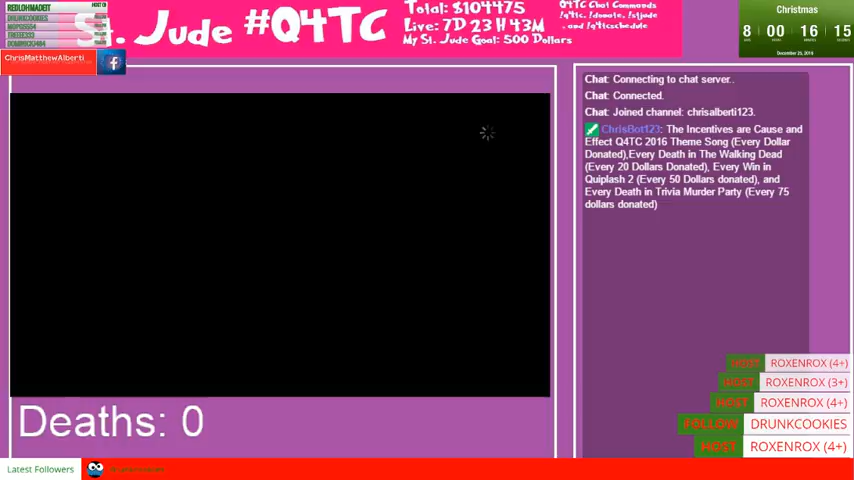 REDLOHMADEIT
HOST OF
DRUNKCOOKIES
St. Jude #Q4TC
Total: $104475
Live: 7D 23 H 43M
My St. Jude Goal: 500 Dollars
Q4TC Chat Commands
!q4tc, !donate, !stjude
and !q4tcschedule
Christmas
8 00 16 15
December 25, 2016
ChrisMatthewAlberti
Chat: Connecting to chat server..
Chat: Connected.
Chat: Joined channel: chrisalberti123.
ChrisBot123: The Incentives are Cause and
Effect Q4TC 2016 Theme Song (Every Dollar
Donated),Every Death in The Walking Dead
(Every 20 Dollars Donated), Every Win in
Quiplash 2 (Every 50 Dollars donated), and
Every Death in Trivia Murder Party (Every 75
dollars donated)
HOST ROXENROX (4+)
HOST ROXENROX (3+)
HOST ROXENROX (4+)
FOLLOW DRUNKCOOKIES
HOST ROXENROX (4+)
Deaths: 0
Latest Followers